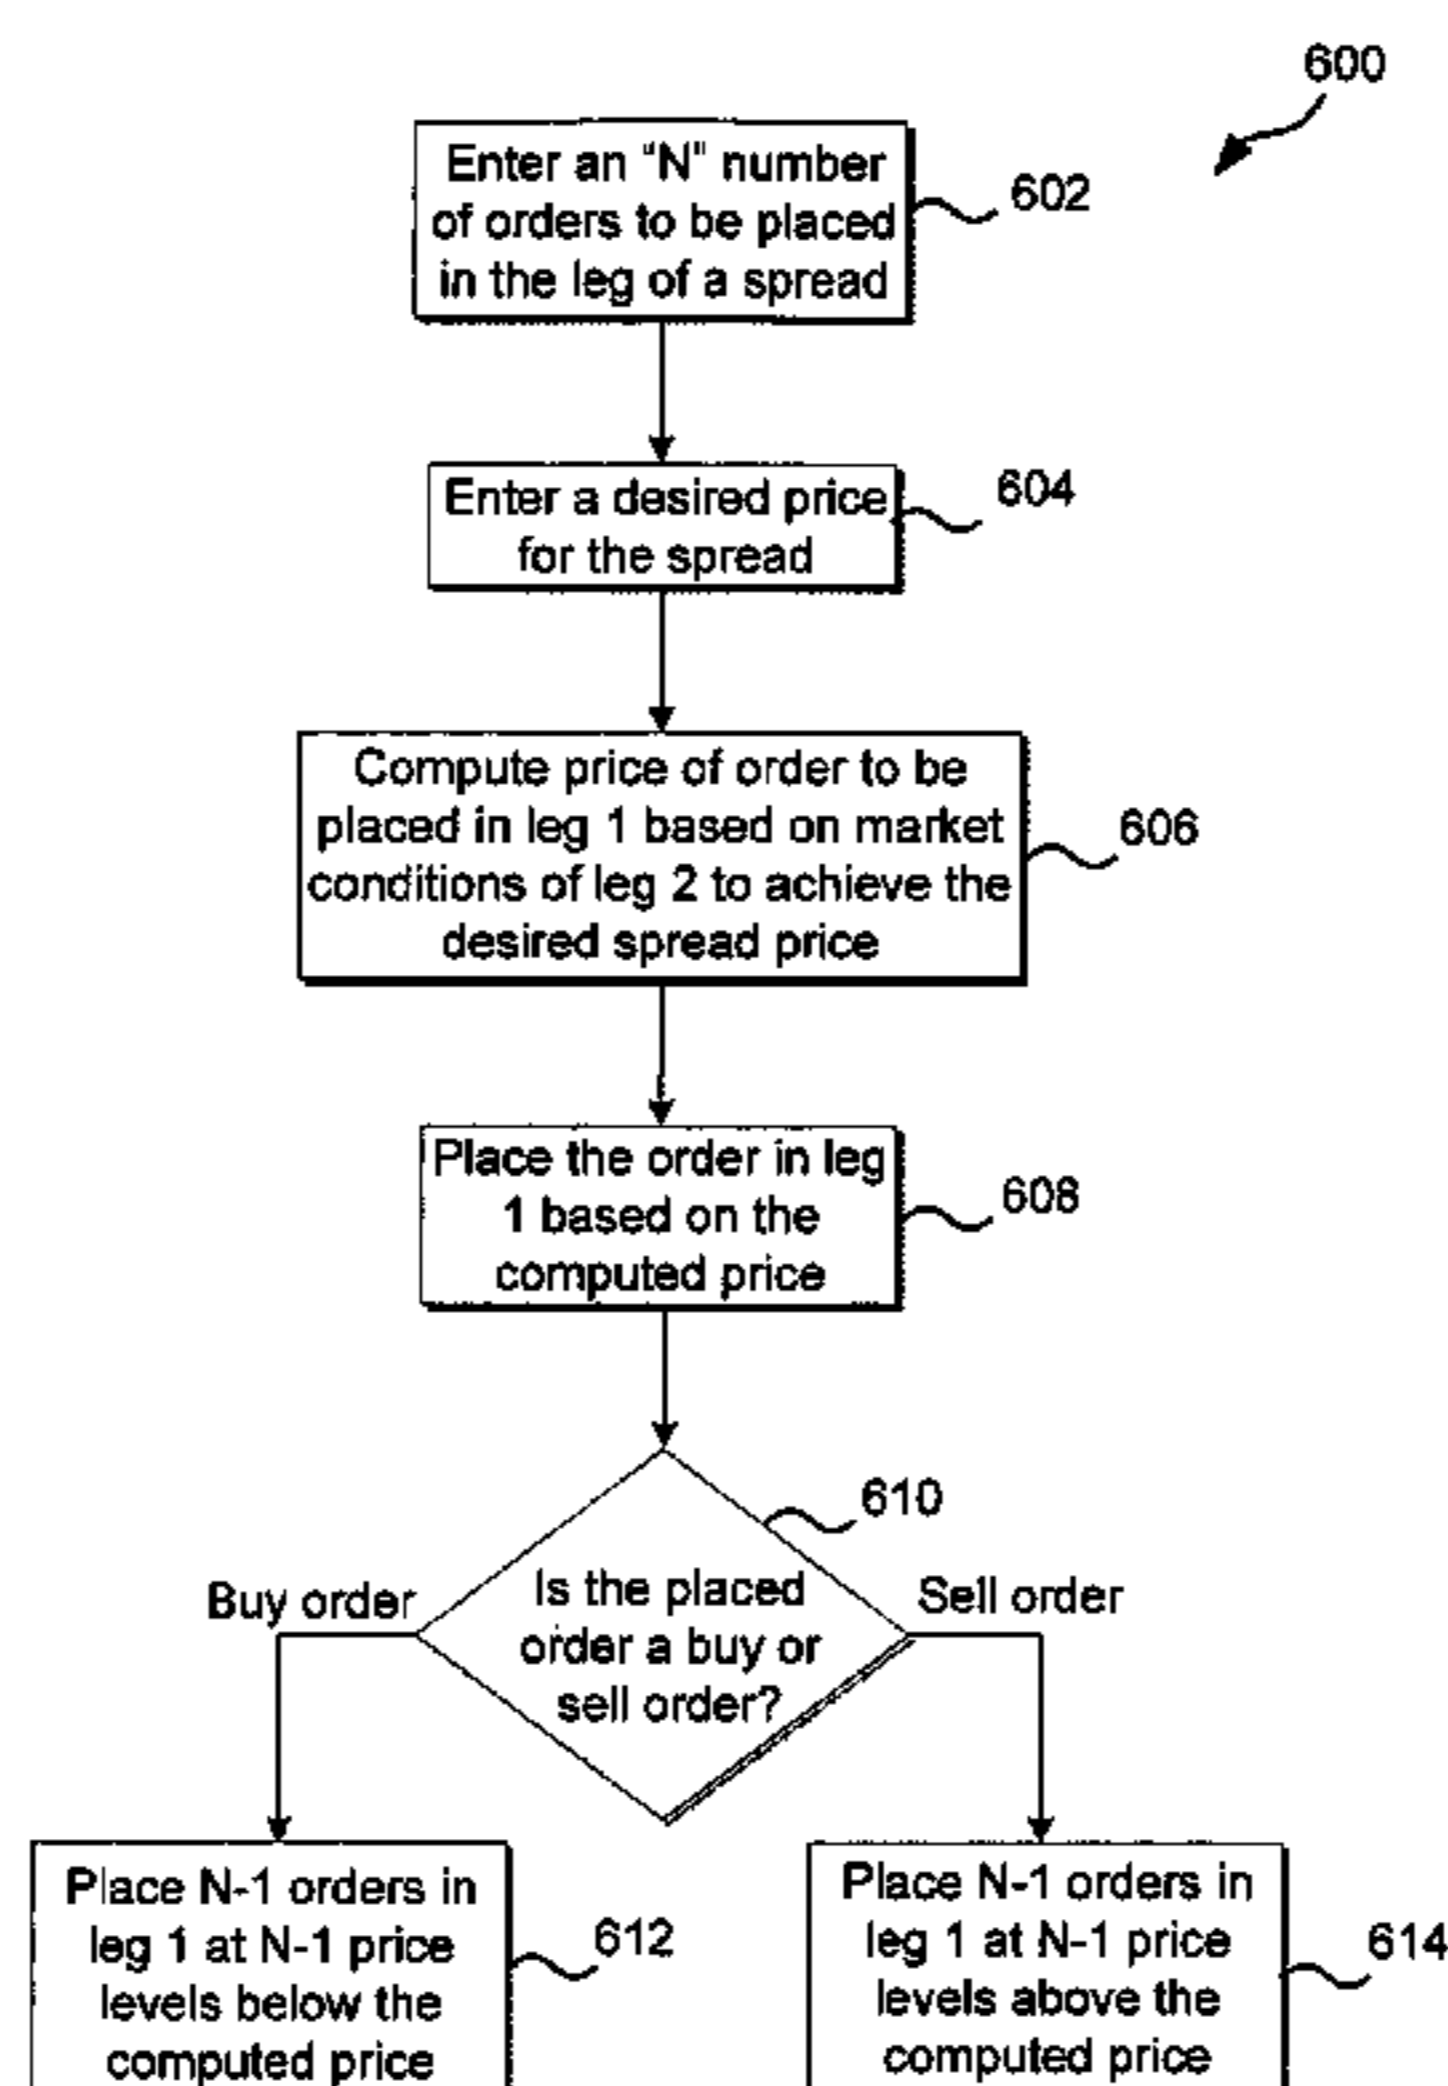 600
Enter an "N" number
of orders to be placed
in the leg of a spread
602
Enter a desired price
for the spread
604
Compute price of order to be
placed in leg 1 based on market
conditions of leg 2 to achieve the
desired spread price
606
Place the order in leg
1 based on the
computed price
608
610
Is the placed
order a buy or
sell order?
Buy order
Sell order
Place N-1 orders in
leg 1 at N-1 price
levels below the
computed price
612
Place N-1 orders in
leg 1 at N-1 price
levels above the
computed price
614